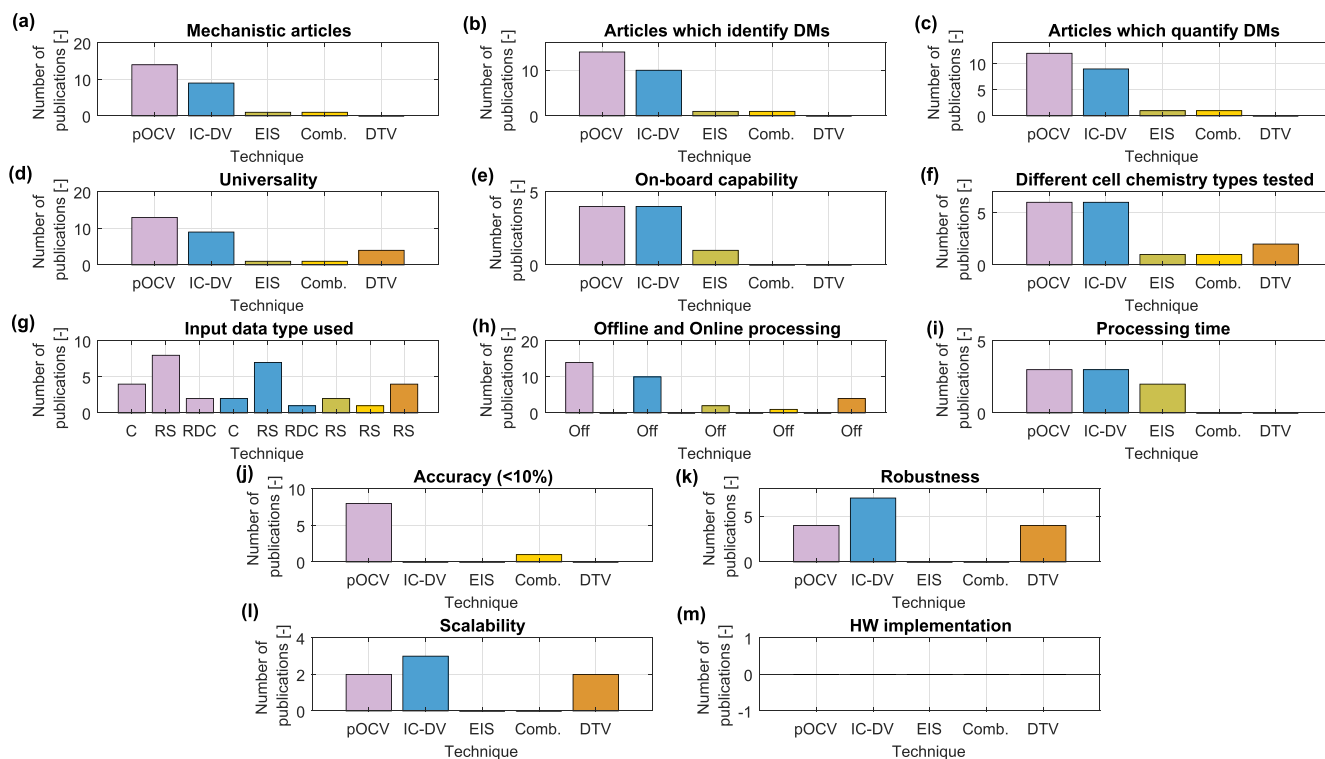 (a)
Mechanistic articles
Number of
publications [-]
20
10
0
pOCV IC-DV EIS Comb. DTV
Technique
(b)
Articles which identify DMs
Number of
publications [-]
10
0
pOCV IC-DV EIS Comb. DTV
Technique
(c)
Articles which quantify DMs
Number of
publications [-]
10
5
0
pOCV IC-DV EIS Comb. DTV
Technique
(d)
Universality
Number of
publications [-]
20
10
0
pOCV IC-DV EIS Comb. DTV
Technique
(e)
On-board capability
Number of
publications [-]
5
0
pOCV IC-DV EIS Comb. DTV
Technique
(f)
Different cell chemistry types tested
Number of
publications [-]
5
0
pOCV IC-DV EIS Comb. DTV
Technique
(g)
Input data type used
Number of
publications [-]
10
5
0
C RS RDC C RS RDC RS RS RS
Technique
(h)
Offline and Online processing
Number of
publications [-]
20
10
0
Off Off Off Off Off
Technique
(i)
Processing time
Number of
publications [-]
5
0
pOCV IC-DV EIS Comb. DTV
Technique
(j)
Accuracy (<10%)
Number of
publications [-]
10
5
0
pOCV IC-DV EIS Comb. DTV
Technique
(k)
Robustness
Number of
publications [-]
5
0
pOCV IC-DV EIS Comb. DTV
Technique
(l)
Scalability
Number of
publications [-]
4
2
0
pOCV IC-DV EIS Comb. DTV
Technique
(m)
HW implementation
Number of
publications [-]
1
0
-1
pOCV IC-DV EIS Comb. DTV
Technique